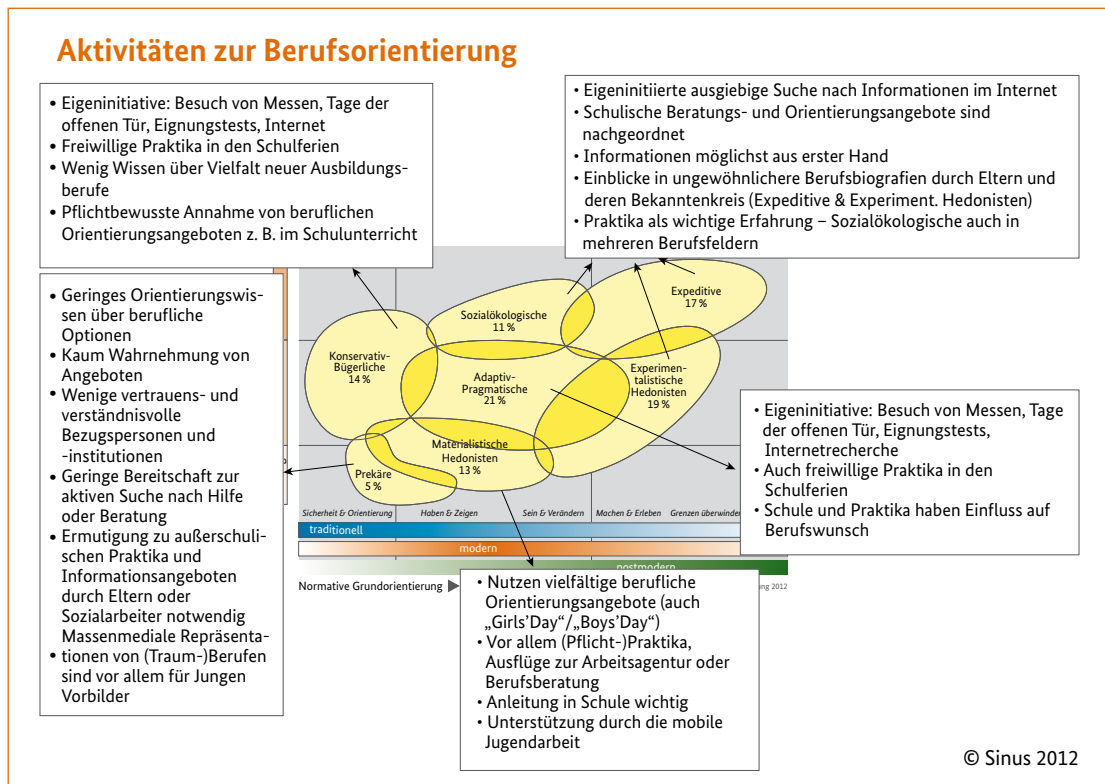 Aktivitäten zur Berufsorientierung
• Eigeninitiative: Besuch von Messen, Tage der
offenen Tür, Eignungstests, Internet
• Freiwillige Praktika in den Schulferien
• Wenig Wissen über Vielfalt neuer Ausbildungs-
berufe
• Pflichtbewusste Annahme von beruflichen
Orientierungsangeboten z. B. im Schulunterricht
• Eigeninitiierte ausgiebige Suche nach Informationen im Internet
• Schulische Beratungs- und Orientierungsangebote sind
nachgeordnet
• Informationen möglichst aus erster Hand
• Einblicke in ungewöhnlichere Berufsbiografien durch Eltern und
deren Bekanntenkreis (Expeditive & Experiment. Hedonisten)
• Praktika als wichtige Erfahrung – Sozialökologische auch in
mehreren Berufsfeldern
• Geringes Orientierungswis-
sen über berufliche
Optionen
• Kaum Wahrnehmung von
Angeboten
• Wenige vertrauens- und
verständnisvolle
Bezugspersonen und
-institutionen
• Geringe Bereitschaft zur
aktiven Suche nach Hilfe
oder Beratung
• Ermutigung zu außerschuli-
schen Praktika und
Informationsangeboten
durch Eltern oder
Sozialarbeiter notwendig
Massenmediale Repräsenta-
• tionen von (Traum-)Berufen
sind vor allem für Jungen
Vorbilder
Expeditive
17 %
Sozialökologische
11 %
Konservativ-
Bügerliche
14 %
Adaptiv-
Pragmatische
21 %
Experimen-
talistische
Hedonisten
19 %
Materialistische
Hedonisten
13 %
Prekäre
5 %
• Eigeninitiative: Besuch von Messen, Tage
der offenen Tür, Eignungstests,
Internetrecherche
• Auch freiwillige Praktika in den
Schulferien
• Schule und Praktika haben Einfluss auf
Berufswunsch
Sicherheit & Orientierung
Haben & Zeigen
Sein & Verändern
Machen & Erleben
Grenzen überwinden
traditionell
modern
postmodern
Normative Grundorientierung
2012
• Nutzen vielfältige berufliche
Orientierungsangebote (auch
„Girls’Day“/„Boys’Day“)
• Vor allem (Pflicht-)Praktika,
Ausflüge zur Arbeitsagentur oder
Berufsberatung
• Anleitung in Schule wichtig
• Unterstützung durch die mobile
Jugendarbeit
© Sinus 2012